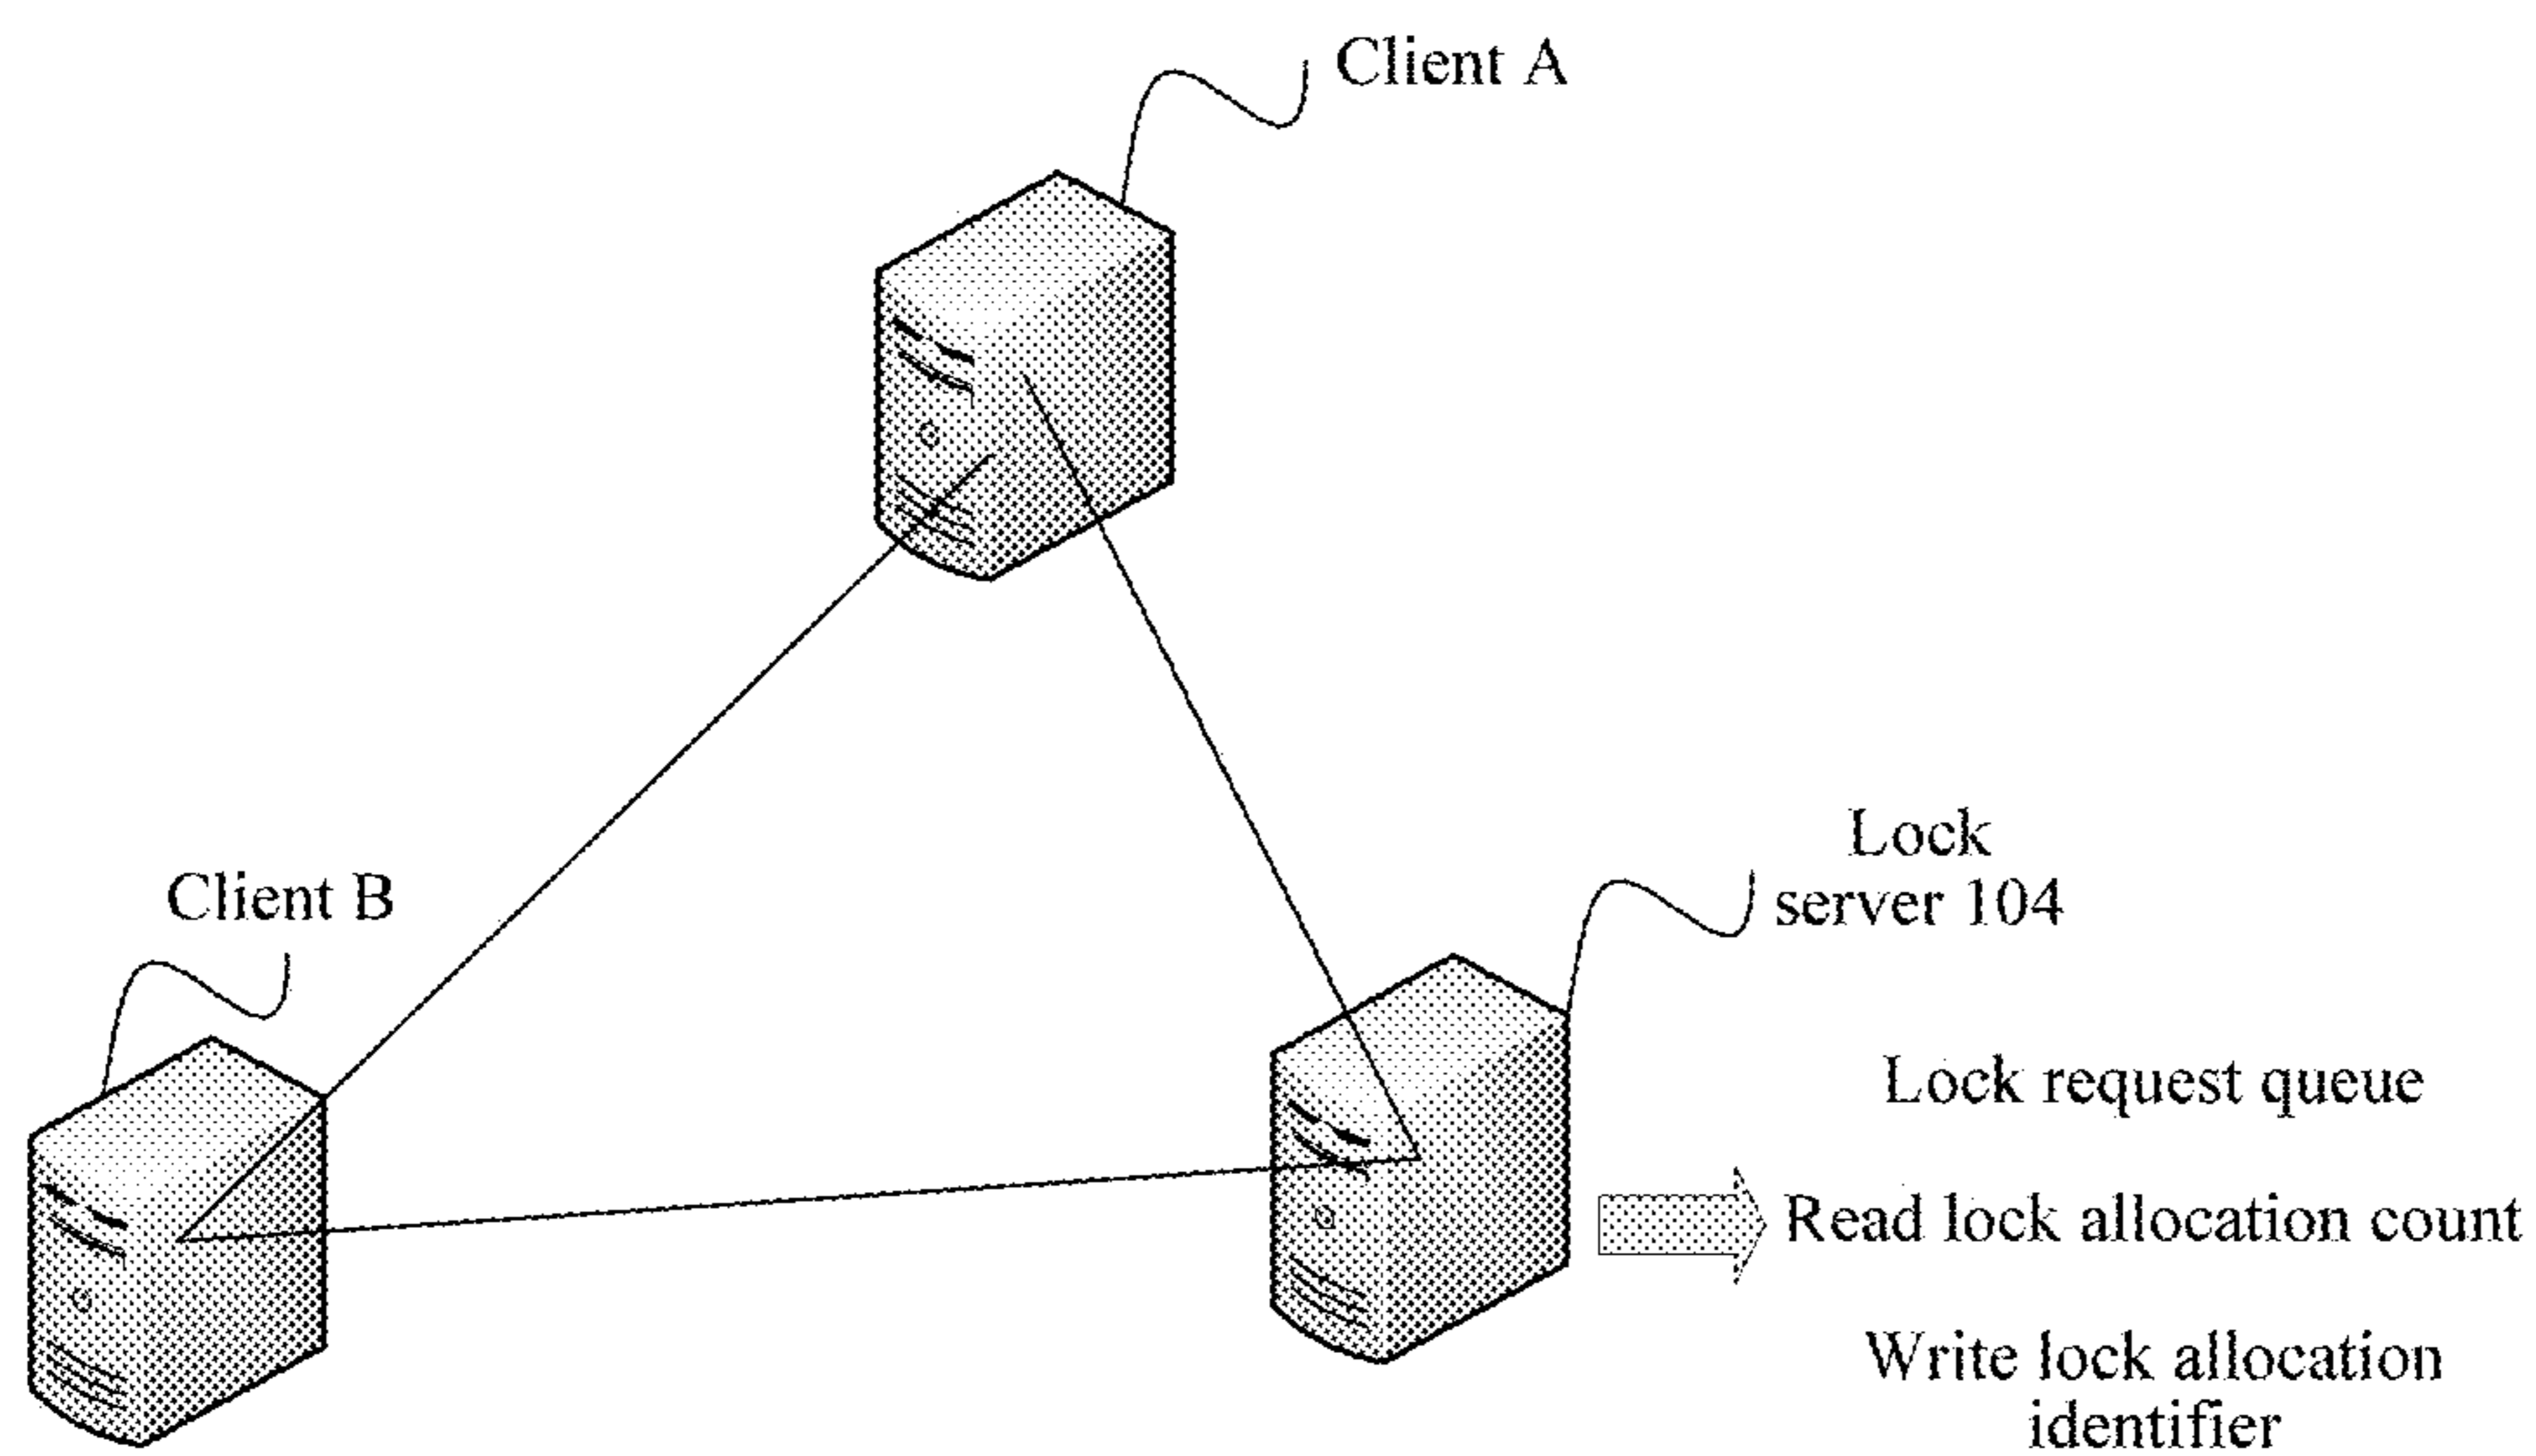 Client A
Client B
Lock
server 104
Lock request queue
Read lock allocation count
Write lock allocation
identifier